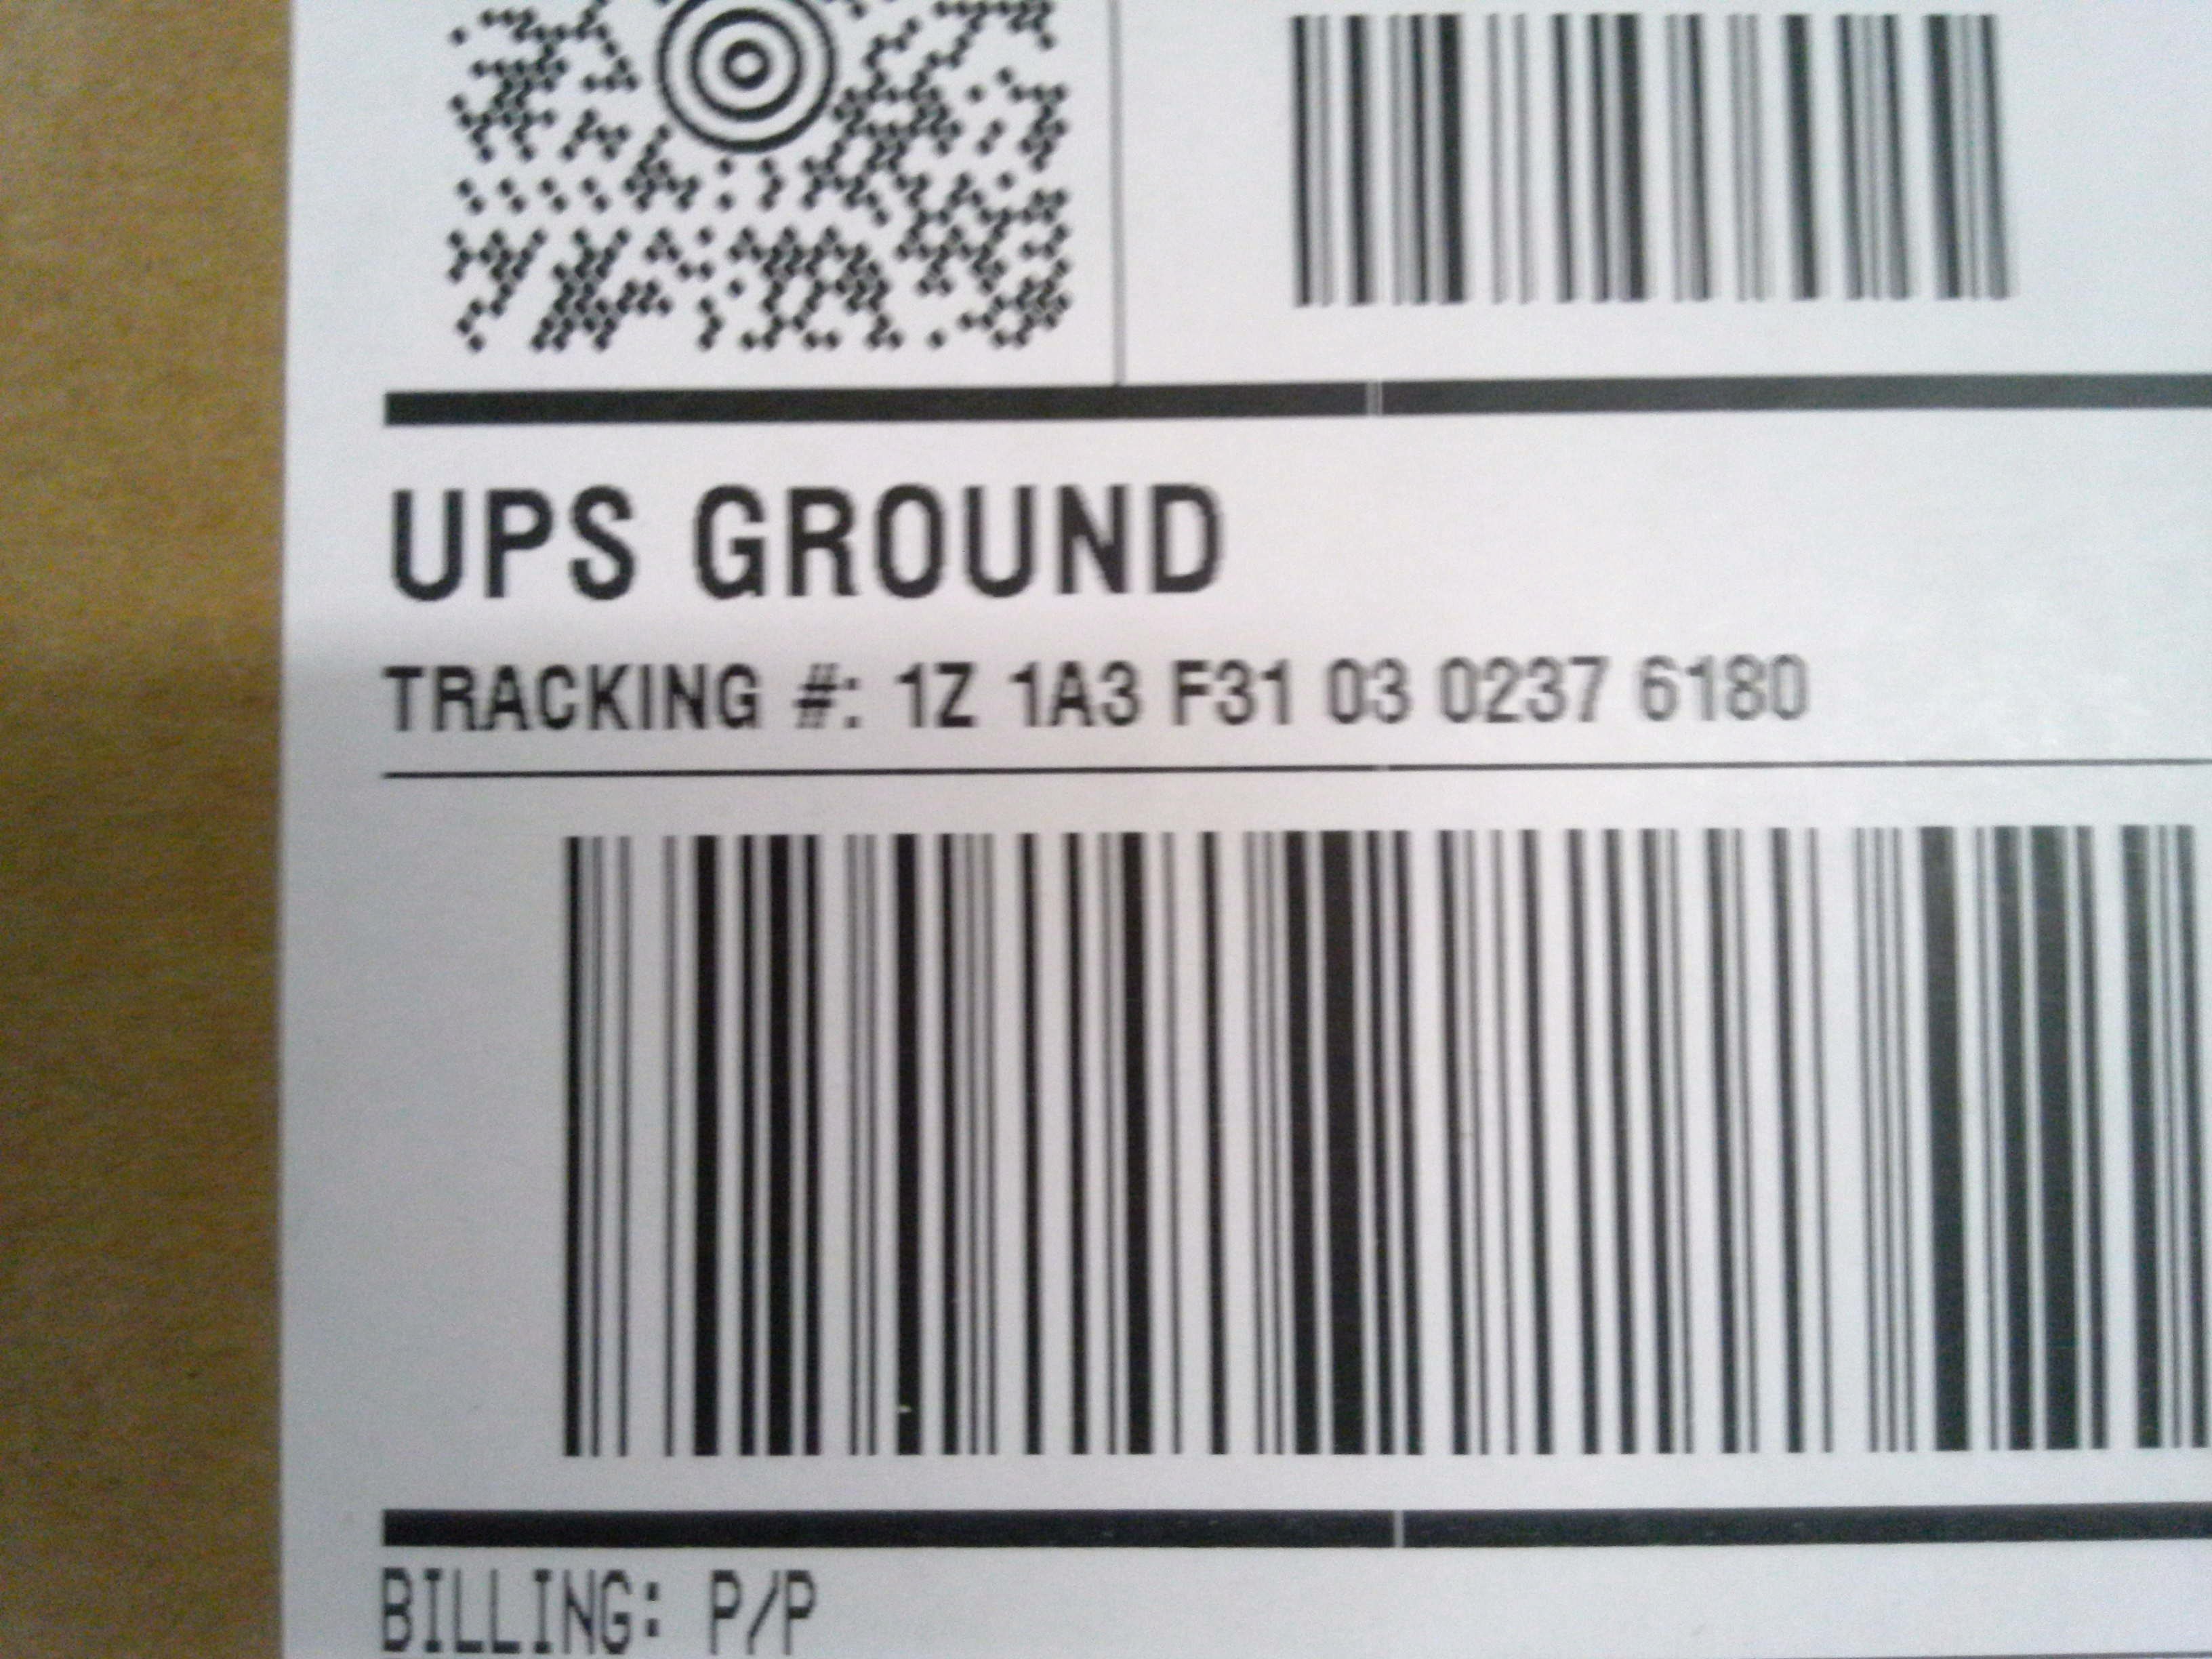 UPS GROUND
TRACKING #: 1Z 1A3 F31 03 0237 6180
BILLING: P/P